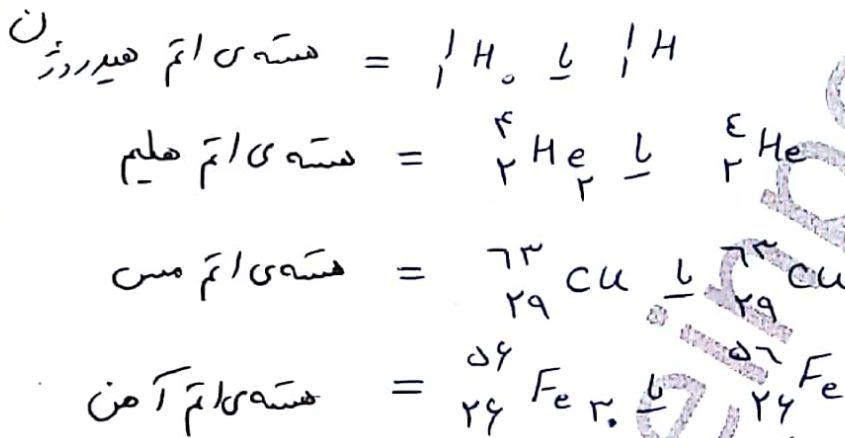 هسته‌ی اتم هیدروژن = ¹₁H₀ یا ¹₁H
هسته‌ی اتم هلیم = ⁴₂He₂ یا ⁴₂He
هسته‌ی اتم مس = ⁶³₂₉Cu یا ⁶³₂₉Cu
هسته‌ی اتم آهن = ⁵⁶₂₆Fe₃₀ یا ⁵⁶₂₆Fe